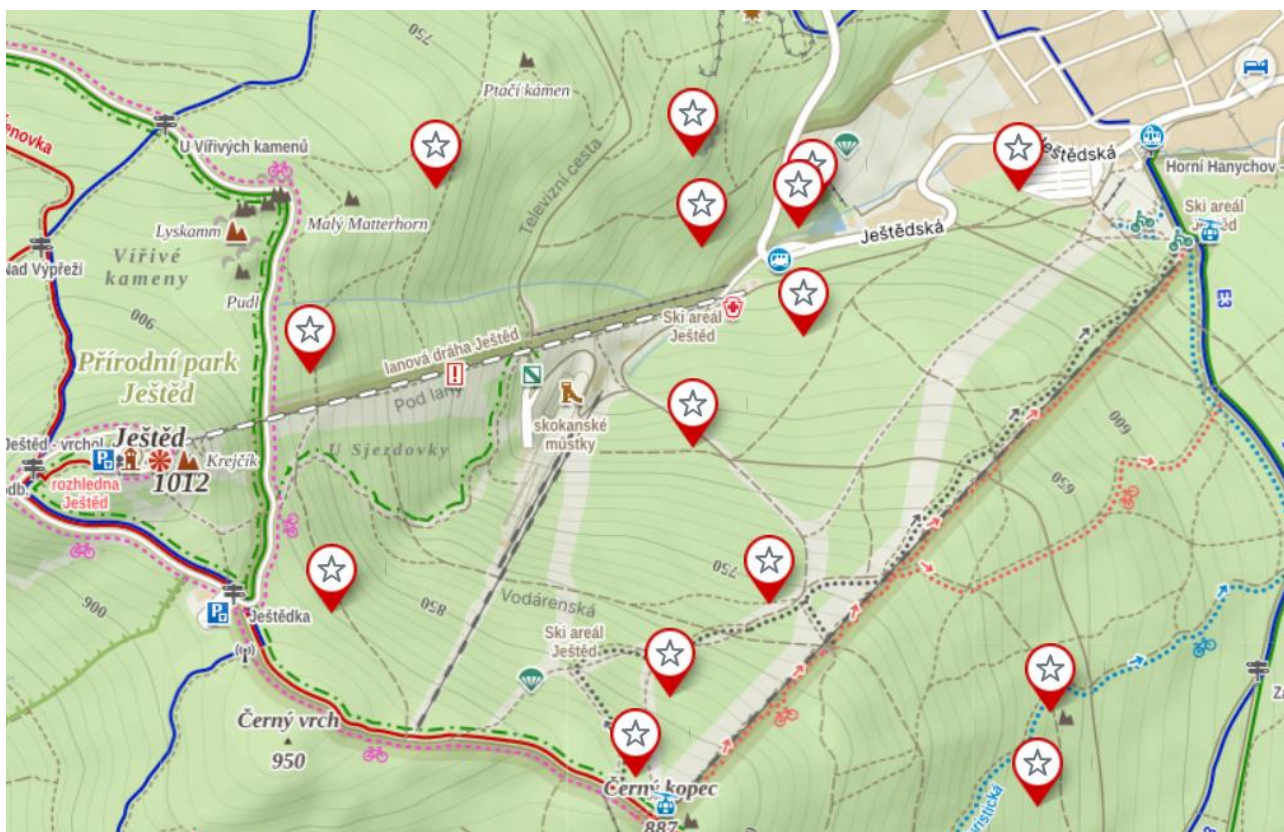 750
Ptačí kámen
U Vířivých kamenů
Ještědská
Horní Hanychov -
Televizní cesta
Malý Matterhorn
Lyskamm
Vířivé
kameny
Nad Výpřeží
Pudl
Ještědská
Ski areál
Ještěd
E3
900
Ski areál
Ještěd
lanová dráha Ještěd
Přírodní park
Ještěd
Pod lany
skokanské
můstky
600
Ještěd - vrchol
Ještěd
Krejčík
1012
rozhledna
Ještěd
odb.
U Sjezdovky
650
750
900
850
Vodárenská
Ještědka
Ski areál
Ještěd
Černý vrch
950
Černý kopec
887